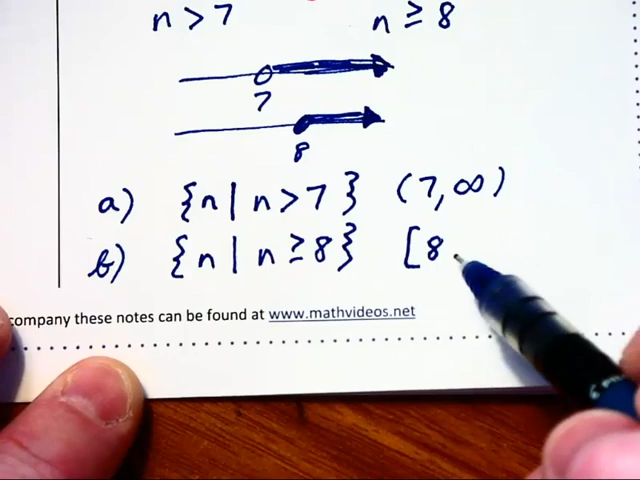 n > 7 n ≥ 8
7
8
a) {n | n > 7} (7, ∞)
b) {n | n ≥ 8} [8
company these notes can be found at www.mathvideos.net